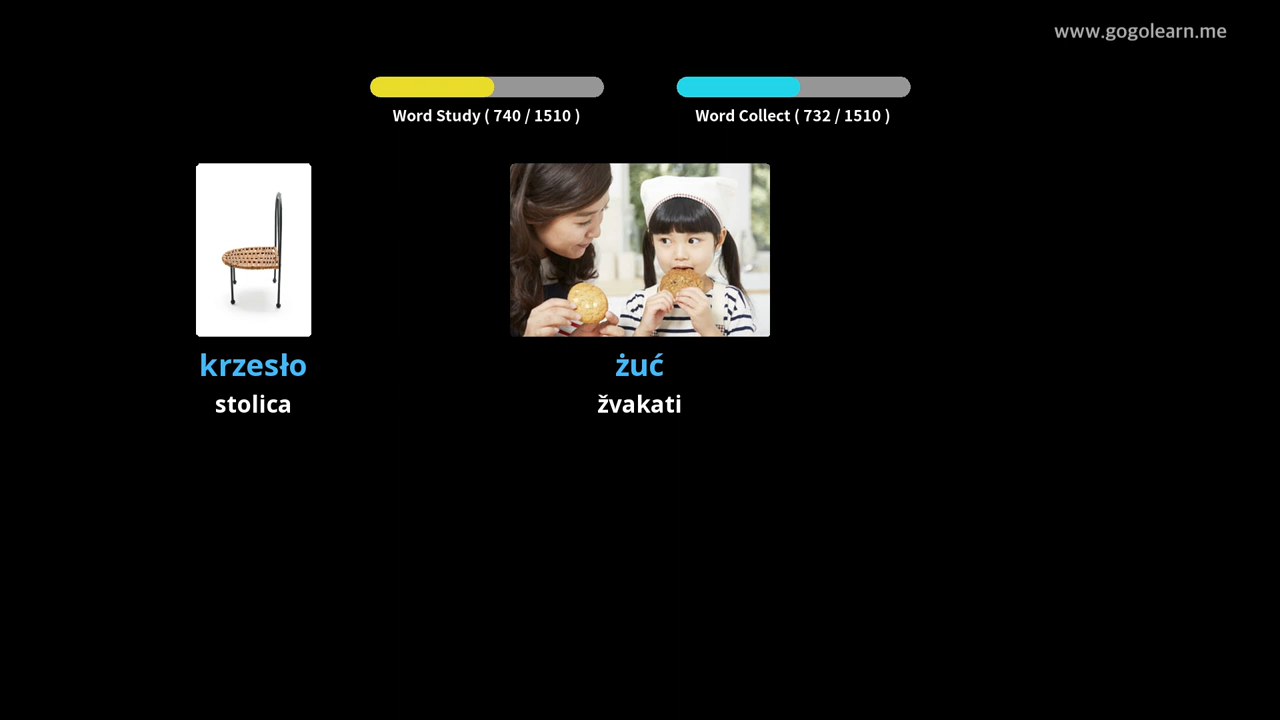 www.gogolearn.me
Word Study ( 740 / 1510 )
Word Collect ( 732 / 1510 )
krzesło
stolica
żuć
žvakati